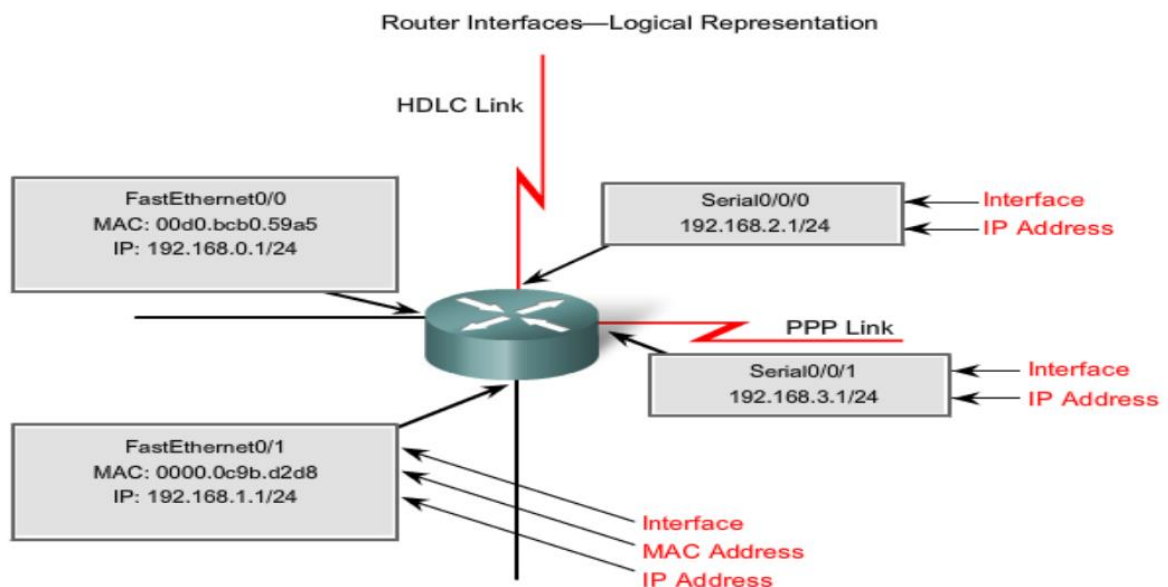 Router Interfaces—Logical Representation
HDLC Link
FastEthernet0/0
MAC: 00d0.bcb0.59a5
IP: 192.168.0.1/24
Serial0/0/0
192.168.2.1/24
Interface
IP Address
PPP Link
Serial0/0/1
192.168.3.1/24
Interface
IP Address
FastEthernet0/1
MAC: 0000.0c9b.d2d8
IP: 192.168.1.1/24
Interface
MAC Address
IP Address